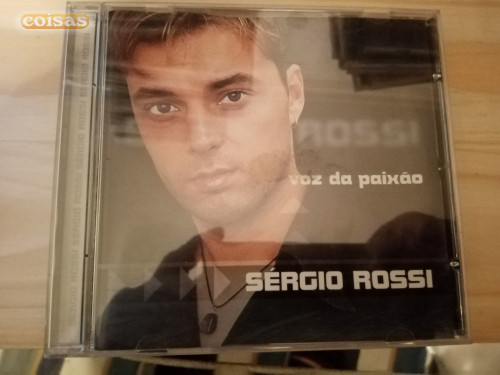 coisas
ROSSI
voz da paixão
SÉRGIO ROSSI